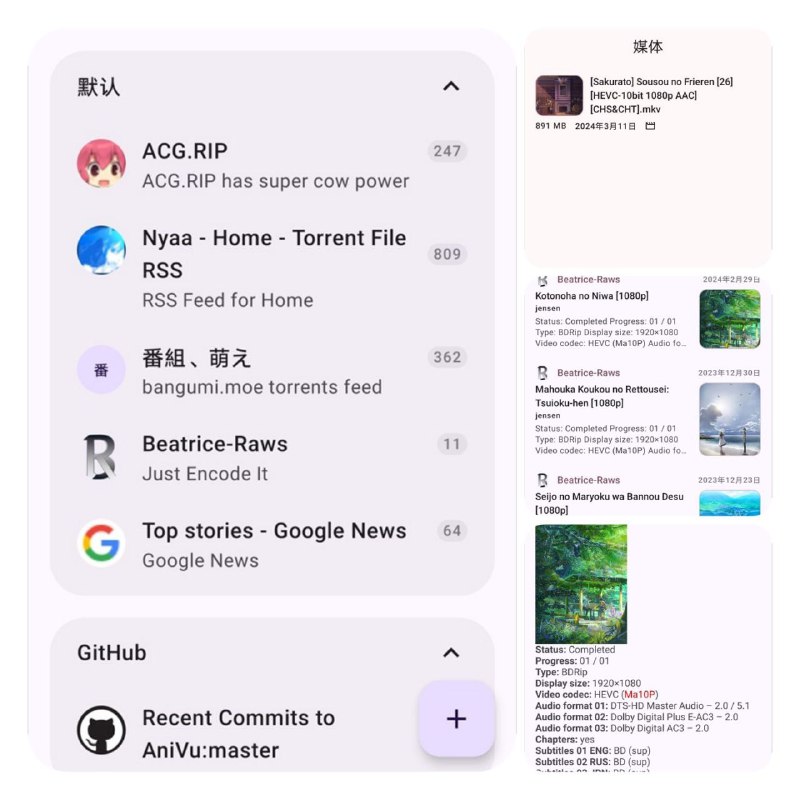 默认
ACG.RIP
247
ACG.RIP has super cow power
Nyaa - Home - Torrent File
RSS
809
RSS Feed for Home
番
番組、萌え
362
bangumi.moe torrents feed
Beatrice-Raws
11
Just Encode It
Top stories - Google News
64
Google News
GitHub
Recent Commits to
AniVu:master
媒体
[Sakurato] Sousou no Frieren [26]
[HEVC-10bit 1080p AAC]
[CHS&CHT].mkv
891 MB 2024年3月11日
Beatrice-Raws 2024年2月29日
Kotonoha no Niwa [1080p]
jensen
Status: Completed Progress: 01 / 01
Type: BDRip Display size: 1920×1080
Video codec: HEVC (Ma10P) Audio fo...
Beatrice-Raws 2023年12月30日
Mahouka Koukou no Rettousei:
Tsuioku-hen [1080p]
jensen
Status: Completed Progress: 01 / 01
Type: BDRip Display size: 1920×1080
Video codec: HEVC (Ma10P) Audio fo...
Beatrice-Raws 2023年12月23日
Seijo no Maryoku wa Bannou Desu
[1080p]
Status: Completed
Progress: 01 / 01
Type: BDRip
Display size: 1920×1080
Video codec: HEVC (Ma10P)
Audio format 01: DTS-HD Master Audio – 2.0 / 5.1
Audio format 02: Dolby Digital Plus E-AC3 – 2.0
Audio format 03: Dolby Digital AC3 – 2.0
Chapters: yes
Subtitles 01 ENG: BD (sup)
Subtitles 02 RUS: BD (sup)